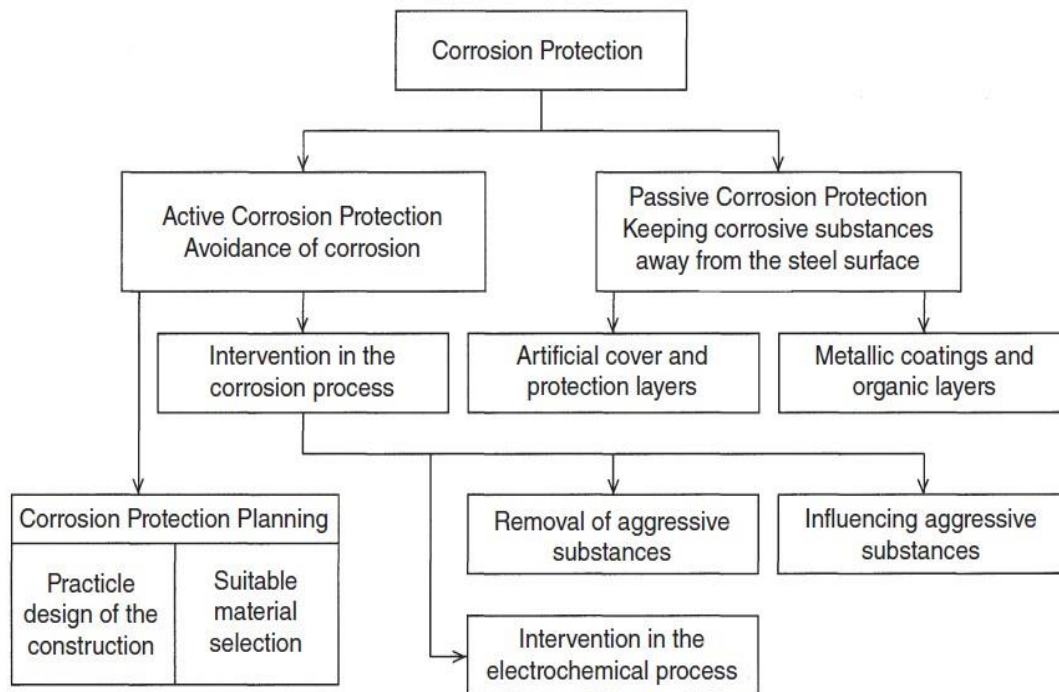 Corrosion Protection
Active Corrosion Protection
Avoidance of corrosion
Passive Corrosion Protection
Keeping corrosive substances
away from the steel surface
Intervention in the
corrosion process
Artificial cover and
protection layers
Metallic coatings and
organic layers
Corrosion Protection Planning
Practicle
design of the
construction
Suitable
material
selection
Removal of aggressive
substances
Influencing aggressive
substances
Intervention in the
electrochemical process